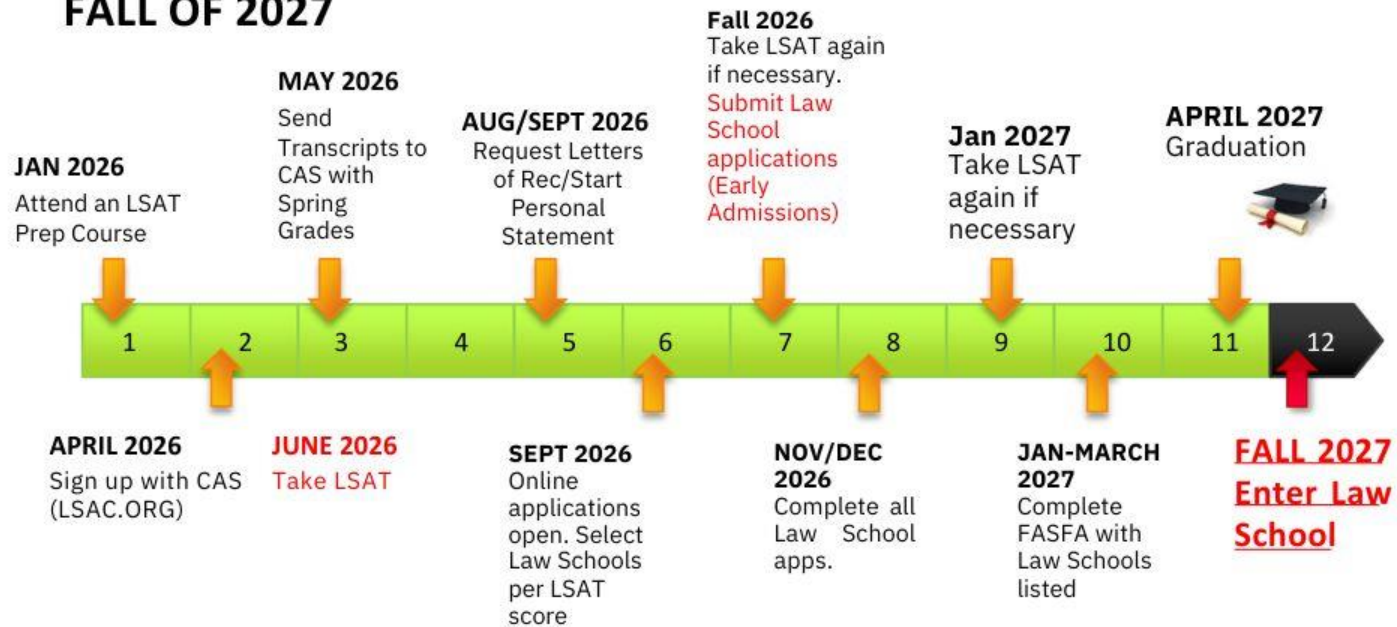 FALL OF 2027
JAN 2026
Attend an LSAT
Prep Course
MAY 2026
Send
Transcripts to
CAS with
Spring
Grades
AUG/SEPT 2026
Request Letters
of Rec/Start
Personal
Statement
Fall 2026
Take LSAT again
if necessary.
Submit Law
School
applications
(Early
Admissions)
Jan 2027
Take LSAT
again if
necessary
APRIL 2027
Graduation
1 2 3 4 5 6 7 8 9 10 11 12
APRIL 2026
Sign up with CAS
(LSAC.ORG)
JUNE 2026
Take LSAT
SEPT 2026
Online
applications
open. Select
Law Schools
per LSAT
score
NOV/DEC
2026
Complete all
Law School
apps.
JAN-MARCH
2027
Complete
FASFA with
Law Schools
listed
FALL 2027
Enter Law
School